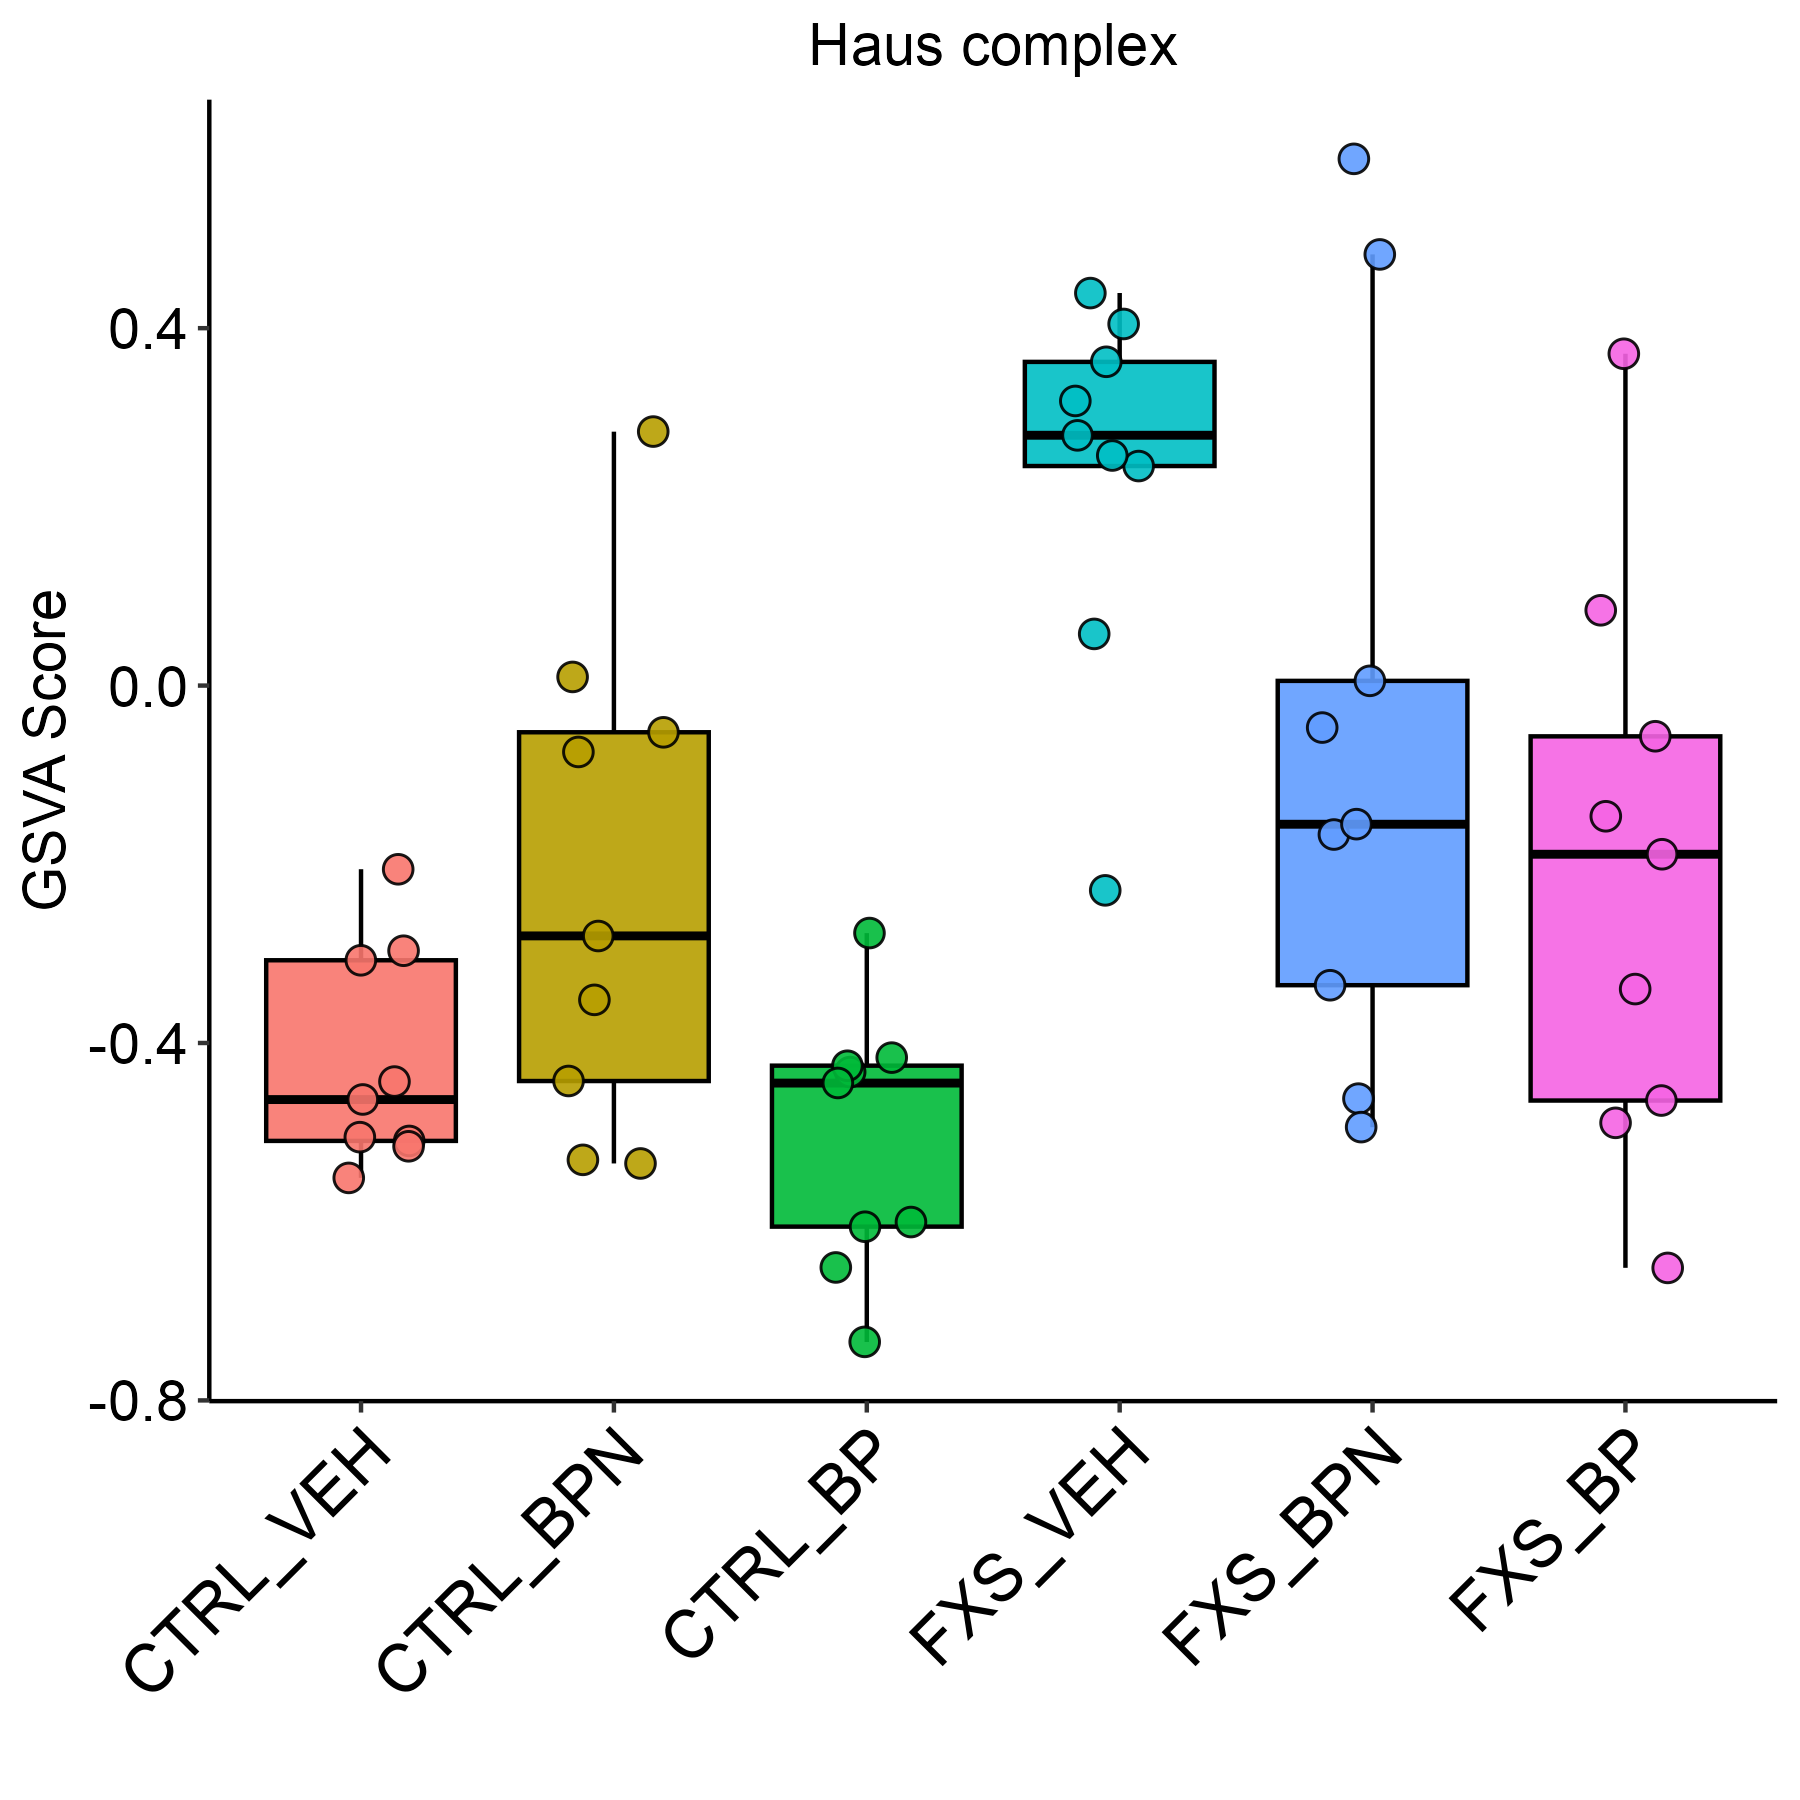 Haus complex
GSVA Score
0.4
0.0
-0.4
-0.8
CTRL_VEH
CTRL_BPN
CTRL_BP
FXS_VEH
FXS_BPN
FXS_BP